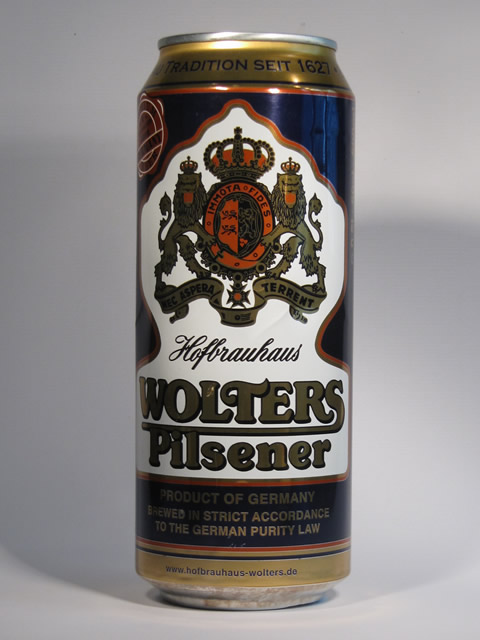 TRADITION SEIT 1627
IMMOTA FIDES
NEC ASPERA TERRENT
Hofbrauhaus
WOLTERS
Pilsener
PRODUCT OF GERMANY
BREWED IN STRICT ACCORDANCE
TO THE GERMAN PURITY LAW
www.hofbrauhaus-wolters.de